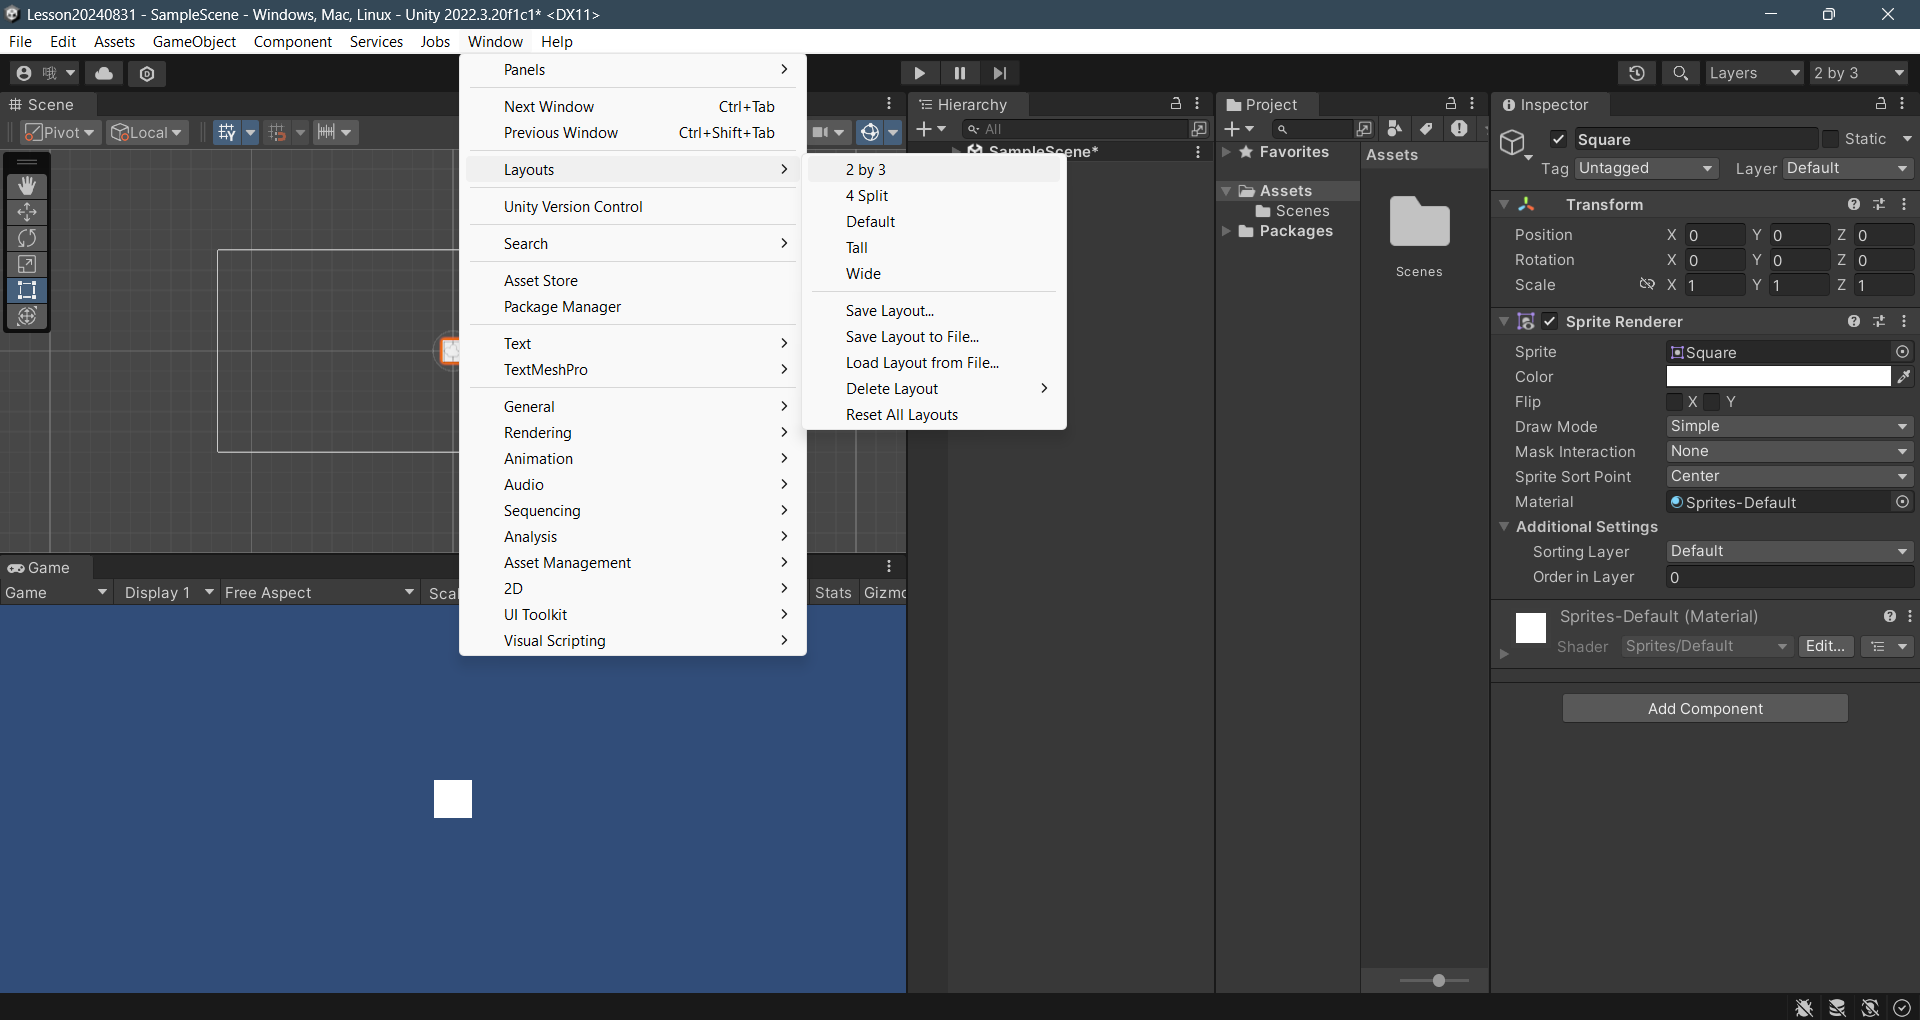 Lesson20240831 - SampleScene - Windows, Mac, Linux - Unity 2022.3.20f1c1* <DX11>
File Edit Assets GameObject Component Services Jobs Window Help
哦
Layers
2 by 3
Scene
Pivot
Local
Panels
Next Window Ctrl+Tab
Previous Window Ctrl+Shift+Tab
Layouts
Unity Version Control
Search
Asset Store
Package Manager
Text
TextMeshPro
General
Rendering
Animation
Audio
Sequencing
Analysis
Asset Management
2D
UI Toolkit
Visual Scripting
2 by 3
4 Split
Default
Tall
Wide
Save Layout...
Save Layout to File...
Load Layout from File...
Delete Layout
Reset All Layouts
Game
Game Display 1 Free Aspect Scal
Stats Gizmo
Hierarchy
All
SampleScene*
Project
Favorites
Assets
Scenes
Packages
Assets
Scenes
Inspector
Square Static
Tag Untagged Layer Default
Transform
Position X 0 Y 0 Z 0
Rotation X 0 Y 0 Z 0
Scale X 1 Y 1 Z 1
Sprite Renderer
Sprite Square
Color
Flip X Y
Draw Mode Simple
Mask Interaction None
Sprite Sort Point Center
Material Sprites-Default
Additional Settings
Sorting Layer Default
Order in Layer 0
Sprites-Default (Material)
Shader Sprites/Default Edit...
Add Component